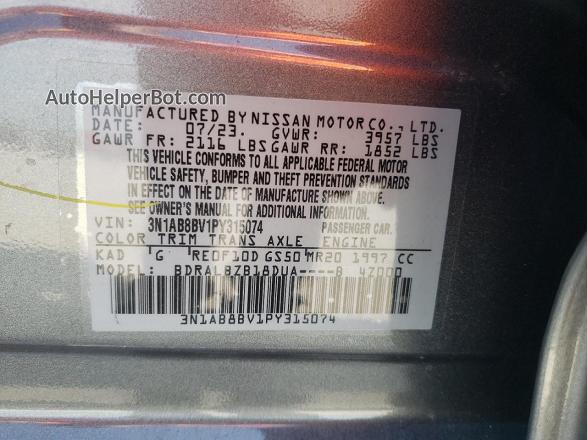 AutoHelperBot.com
MANUFACTURED BY NISSAN MOTOR CO., LTD.
DATE: 07/23. GVWR: 3957 LBS
GAWR FR: 2116 LBS GAWR RR: 1852 LBS
THIS VEHICLE CONFORMS TO ALL APPLICABLE FEDERAL MOTOR
VEHICLE SAFETY, BUMPER AND THEFT PREVENTION STANDARDS
IN EFFECT ON THE DATE OF MANUFACTURE SHOWN ABOVE.
SEE OWNER'S MANUAL FOR ADDITIONAL INFORMATION.
VIN: 3N1AB8BV1PY315074 PASSENGER CAR.
COLOR TRIM TRANS AXLE ENGINE
KAD G RE0F10D GS50 MR20 1997 CC
MODEL: BDRALBZB18DUA----B 47000
3N1AB8BV1PY315074